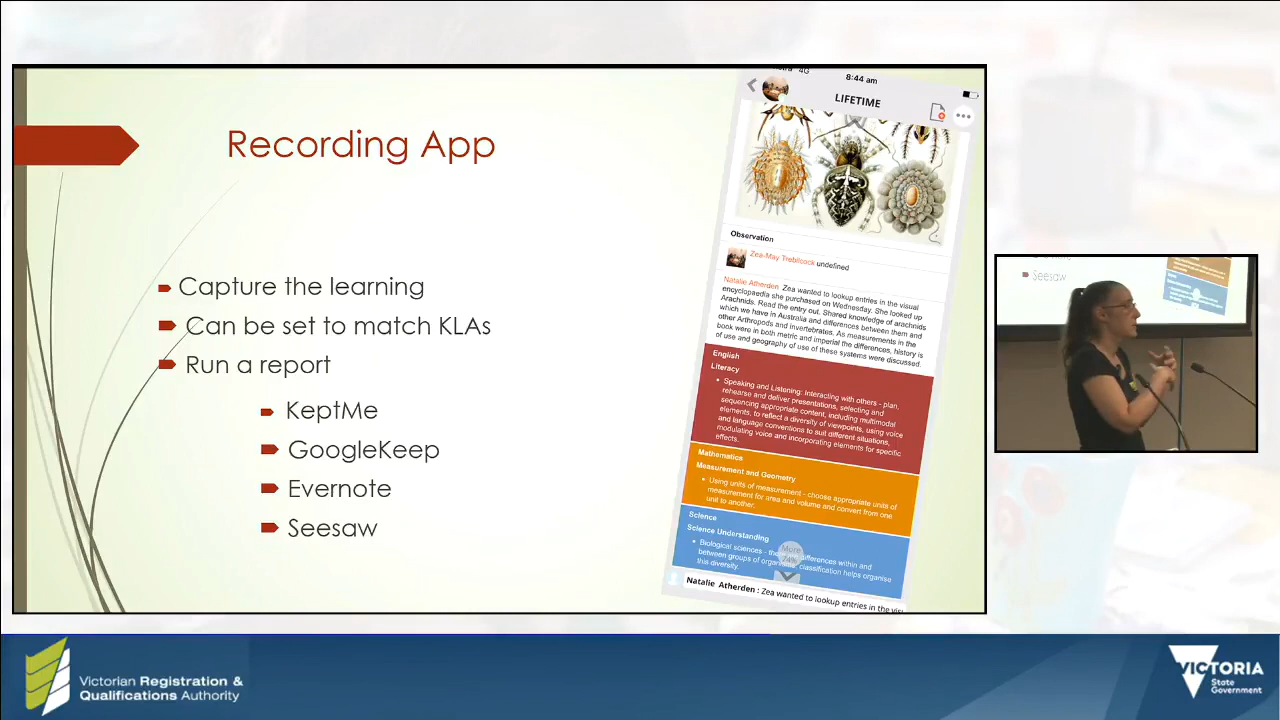 Recording App
Capture the learning
Can be set to match KLAs
Run a report
KeptMe
GoogleKeep
Evernote
Seesaw
4G
8:44 am
LIFETIME
Observation
Zea-May Treblicock undefined
Natalie Atherden Zea wanted to lookup entries in the visual
encyclopaedia she purchased on Wednesday. She looked up
Arachnids. Read the entry out. Shared knowledge of arachnids
which we have in Australia and differences between them and
other Arthropods and invertebrates. As measurements in the
book were in both metric and imperial the differences, history is
of use and geography of use of these systems were discussed.
English
Literacy
Speaking and Listening: Interacting with others - plan,
rehearse and deliver presentations, selecting and
sequencing appropriate content, including multimodal
elements, to reflect a diversity of viewpoints, using voice
and language conventions to suit different situations,
modulating voice and incorporating elements for specific
effects.
Mathematics
Measurement and Geometry
Using units of measurement - choose appropriate units of
measurement for area and volume and convert from one
unit to another.
Science
Science Understanding
Biological sciences - differences within and
between groups of organisms; classification helps organise
this diversity.
More
Natalie Atherden : Zea wanted to lookup entries in the
Seesaw
Victorian Registration &
Qualifications Authority
VICTORIA
State
Government